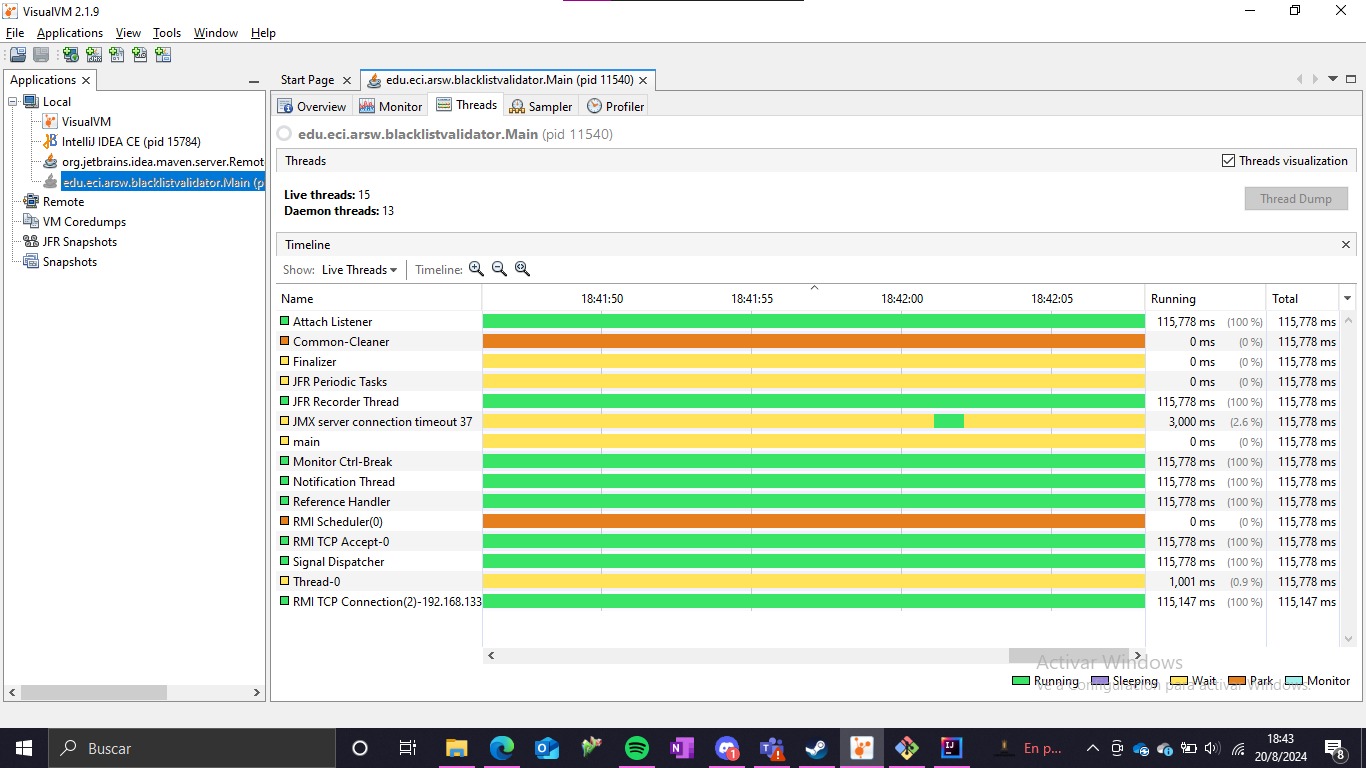 VisualVM 2.1.9
File Applications View Tools Window Help
Applications
Start Page
edu.eci.arsw.blacklistvalidator.Main (pid 11540)
Local
VisualVM
IntelliJ IDEA CE (pid 15784)
org.jetbrains.idea.maven.server.Remot
edu.eci.arsw.blacklistvalidator.Main (p
Remote
VM Coredumps
JFR Snapshots
Snapshots
Overview Monitor Threads Sampler Profiler
edu.eci.arsw.blacklistvalidator.Main (pid 11540)
Threads
Threads visualization
Live threads: 15
Daemon threads: 13
Thread Dump
Timeline
Show: Live Threads Timeline:
Name 18:41:50 18:41:55 18:42:00 18:42:05 Running Total
Attach Listener 115,778 ms (100 %) 115,778 ms
Common-Cleaner 0 ms (0 %) 115,778 ms
Finalizer 0 ms (0 %) 115,778 ms
JFR Periodic Tasks 0 ms (0 %) 115,778 ms
JFR Recorder Thread 115,778 ms (100 %) 115,778 ms
JMX server connection timeout 37 3,000 ms (2.6 %) 115,778 ms
main 0 ms (0 %) 115,778 ms
Monitor Ctrl-Break 115,778 ms (100 %) 115,778 ms
Notification Thread 115,778 ms (100 %) 115,778 ms
Reference Handler 115,778 ms (100 %) 115,778 ms
RMI Scheduler(0) 0 ms (0 %) 115,778 ms
RMI TCP Accept-0 115,778 ms (100 %) 115,778 ms
Signal Dispatcher 115,778 ms (100 %) 115,778 ms
Thread-0 1,001 ms (0.9 %) 115,778 ms
RMI TCP Connection(2)-192.168.133 115,147 ms (100 %) 115,147 ms
Activar Windows
Ve a Configuración para activar Windows.
Running Sleeping Wait Park Monitor
Buscar
En p...
18:43
20/8/2024
8
1